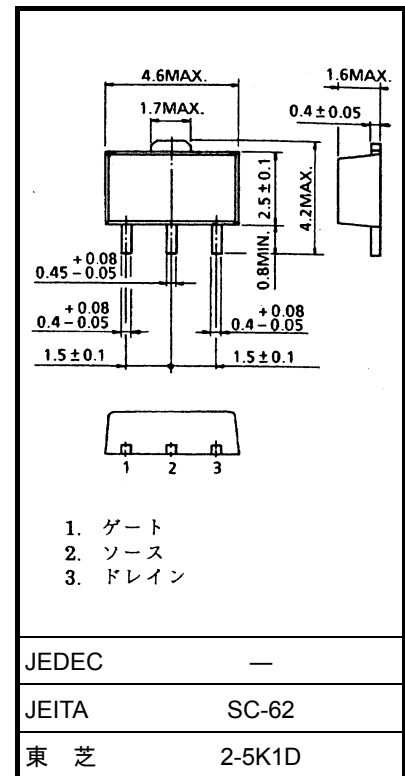 4.6MAX.
1.7MAX.
1.6MAX.
0.4±0.05
2.5±0.1
4.2MAX.
0.8MIN.
+0.08
0.45-0.05
+0.08
0.4-0.05
+0.08
0.4-0.05
1.5±0.1
1.5±0.1
1 2 3
1. ゲート
2. ソース
3. ドレイン
JEDEC —
JEITA SC-62
東 芝 2-5K1D